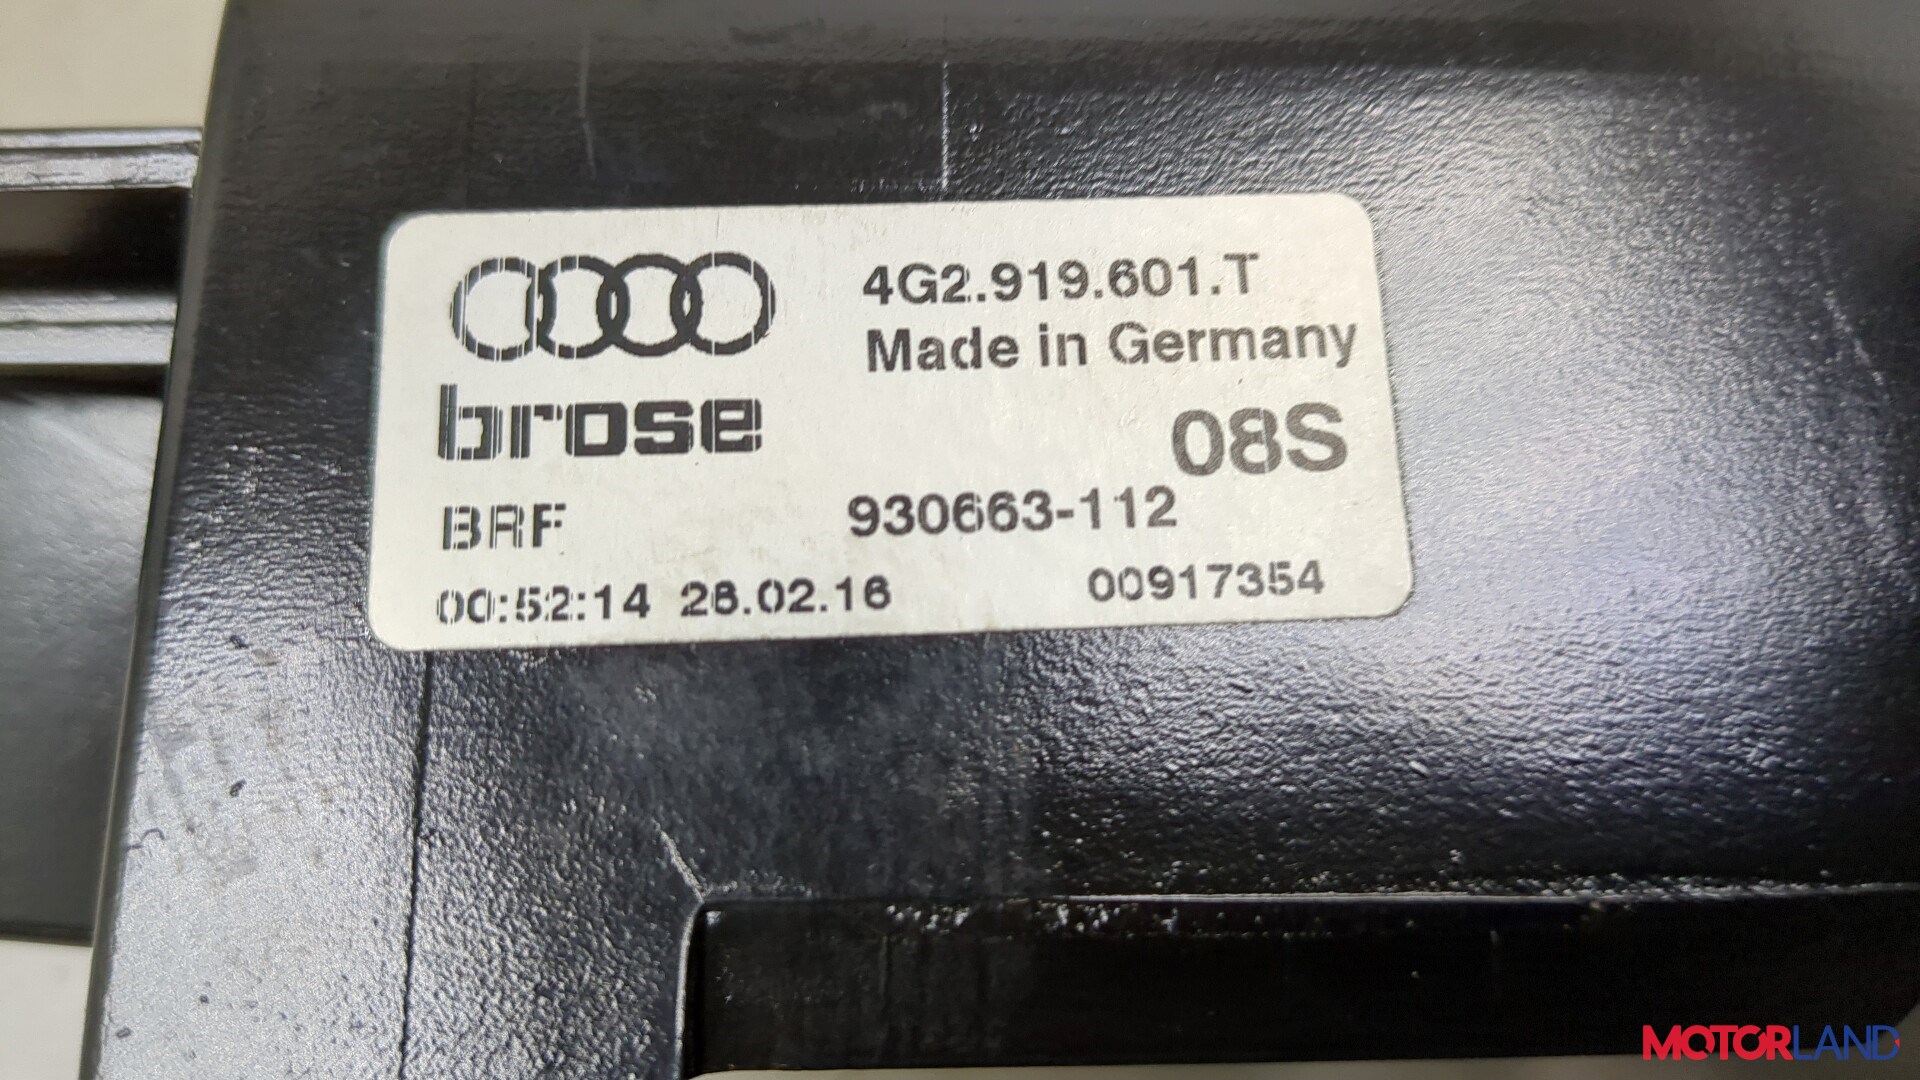 4G2.919.601.T
Made in Germany
brose
08S
BRF 930663-112
00:52:14 26.02.16 00917354
MOTORLAND